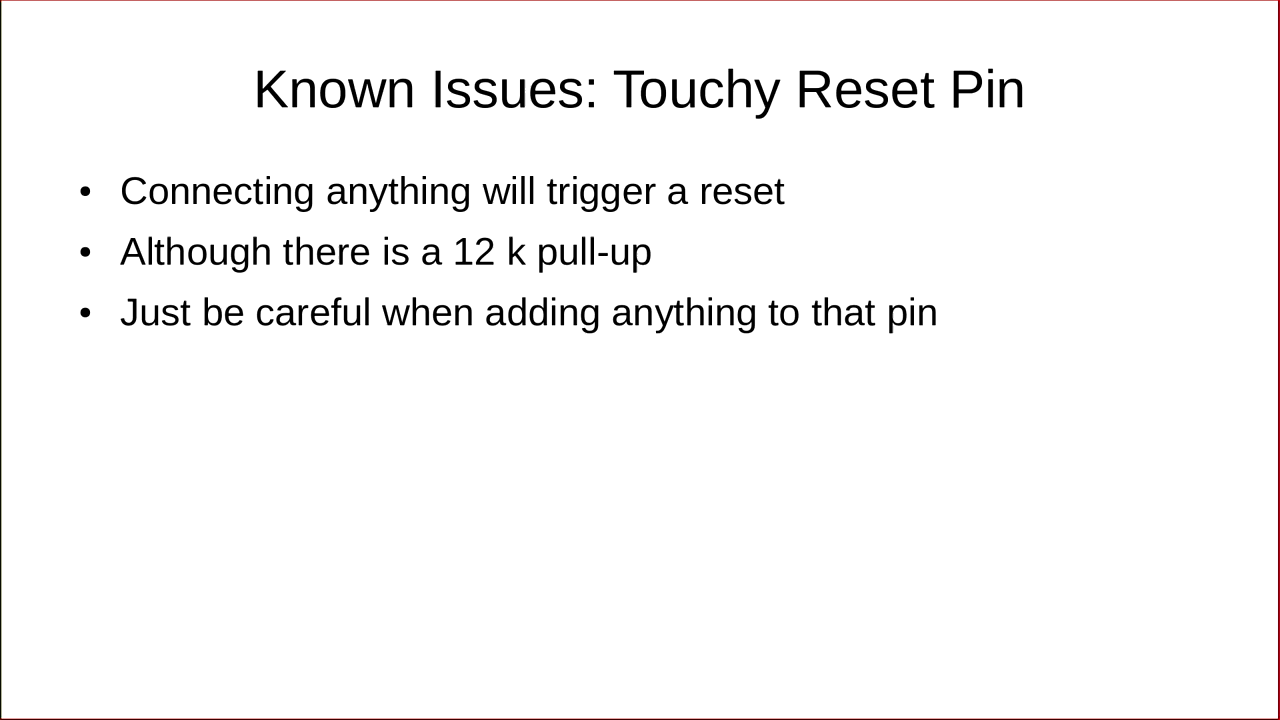 Known Issues: Touchy Reset Pin
• Connecting anything will trigger a reset
• Although there is a 12 k pull-up
• Just be careful when adding anything to that pin